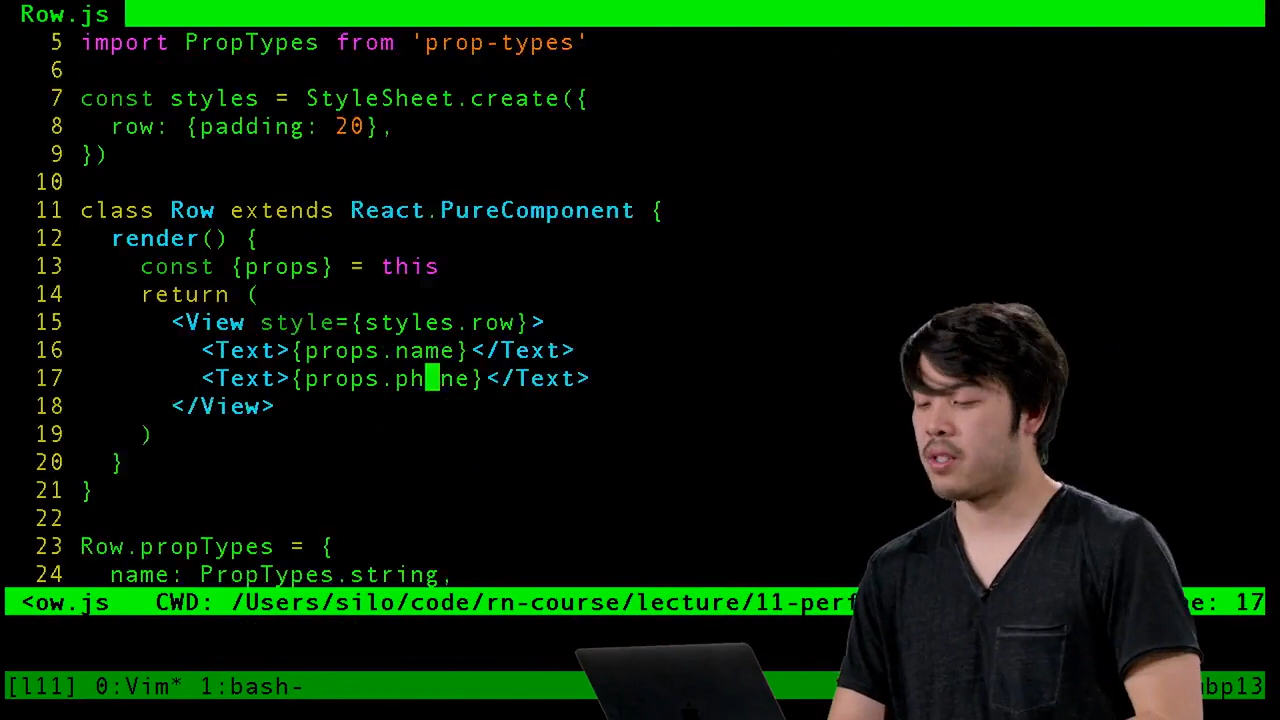 Row.js
5 import PropTypes from 'prop-types'
6
7 const styles = StyleSheet.create({
8   row: {padding: 20},
9 })
10
11 class Row extends React.PureComponent {
12   render() {
13     const {props} = this
14     return (
15       <View style={styles.row}>
16         <Text>{props.name}</Text>
17         <Text>{props.phone}</Text>
18       </View>
19     )
20   }
21 }
22
23 Row.propTypes = {
24   name: PropTypes.string,
<ow.js   CWD: /Users/silo/code/rn-course/lecture/11-perf : 17
[l11] 0:Vim* 1:bash- mbp13